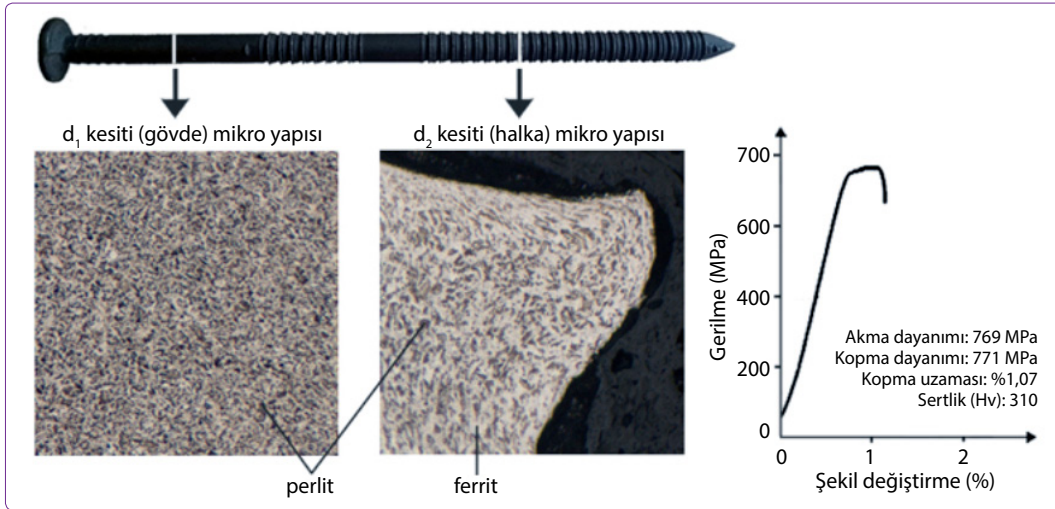 d₁ kesiti (gövde) mikro yapısı
d₂ kesiti (halka) mikro yapısı
perlit
ferrit
Gerilme (MPa)
700
600
400
200
0
Akma dayanımı: 769 MPa
Kopma dayanımı: 771 MPa
Kopma uzaması: %1,07
Sertlik (Hv): 310
0 1 2
Şekil değiştirme (%)